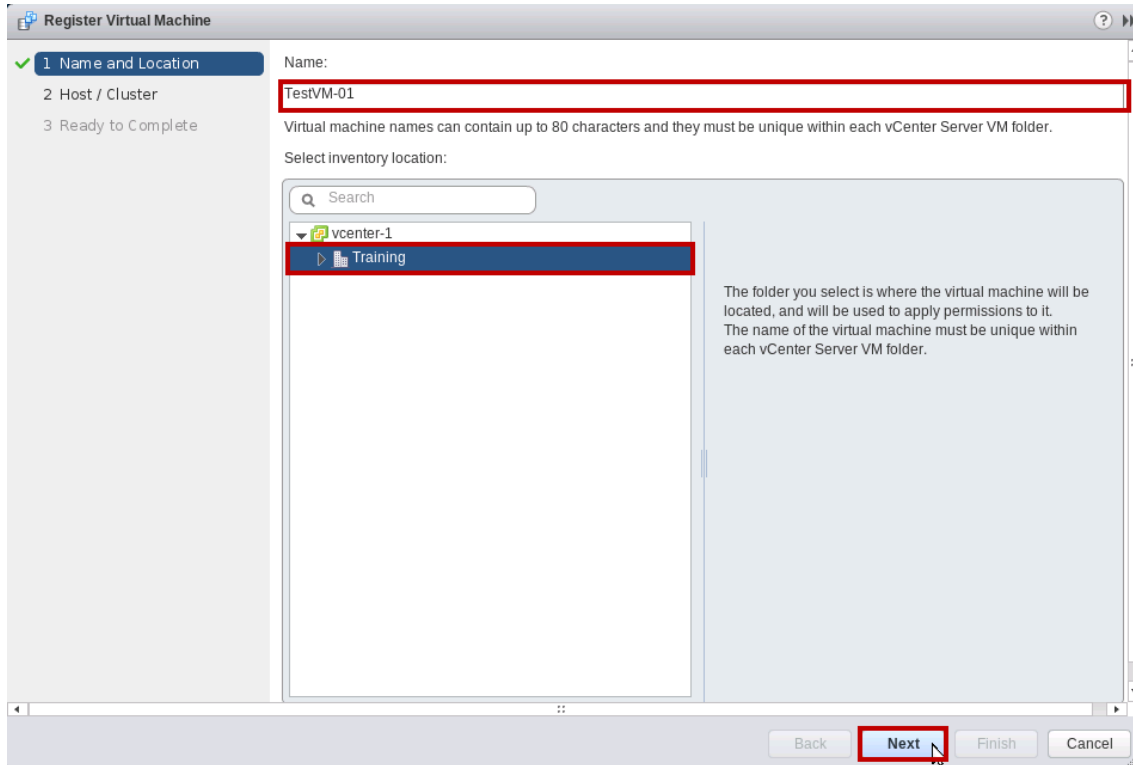 Register Virtual Machine
?
1 Name and Location
2 Host / Cluster
3 Ready to Complete
Name:
TestVM-01
Virtual machine names can contain up to 80 characters and they must be unique within each vCenter Server VM folder.
Select inventory location:
Search
vcenter-1
Training
The folder you select is where the virtual machine will be
located, and will be used to apply permissions to it.
The name of the virtual machine must be unique within
each vCenter Server VM folder.
Back
Next
Finish
Cancel